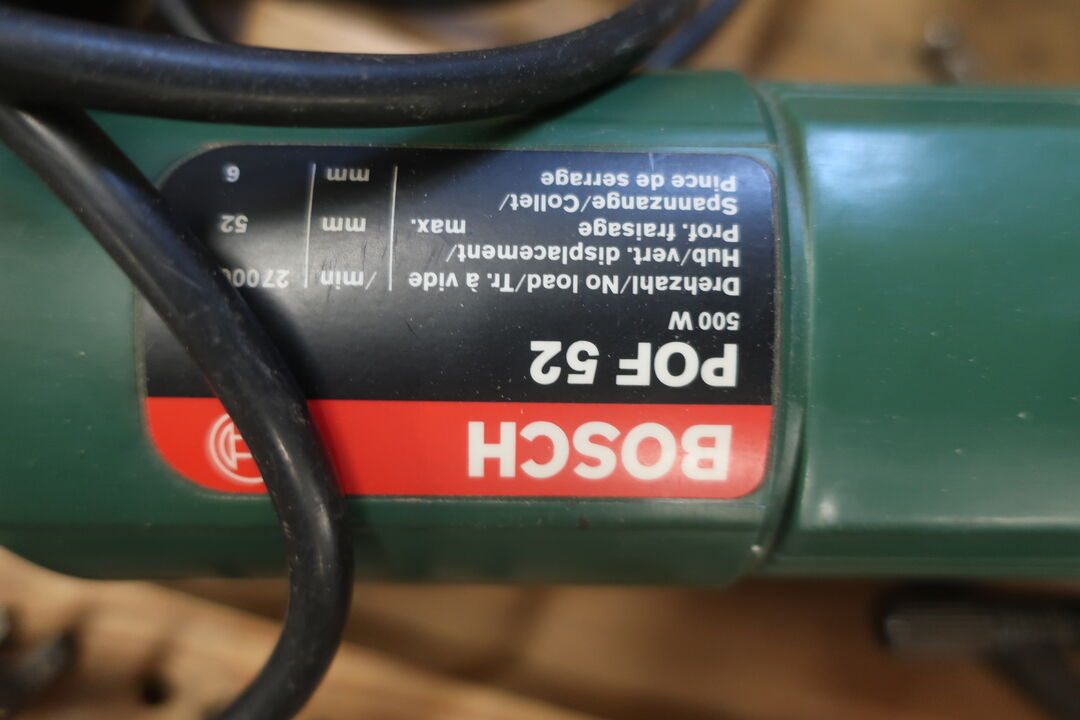 BOSCH
POF 52
500 W
Drehzahl/No load/Tr. à vide /min 27000
Hub/vert. displacement/
Prof. fraisage max. mm 52
Spannzange/Collet/
Pince de serrage mm 6